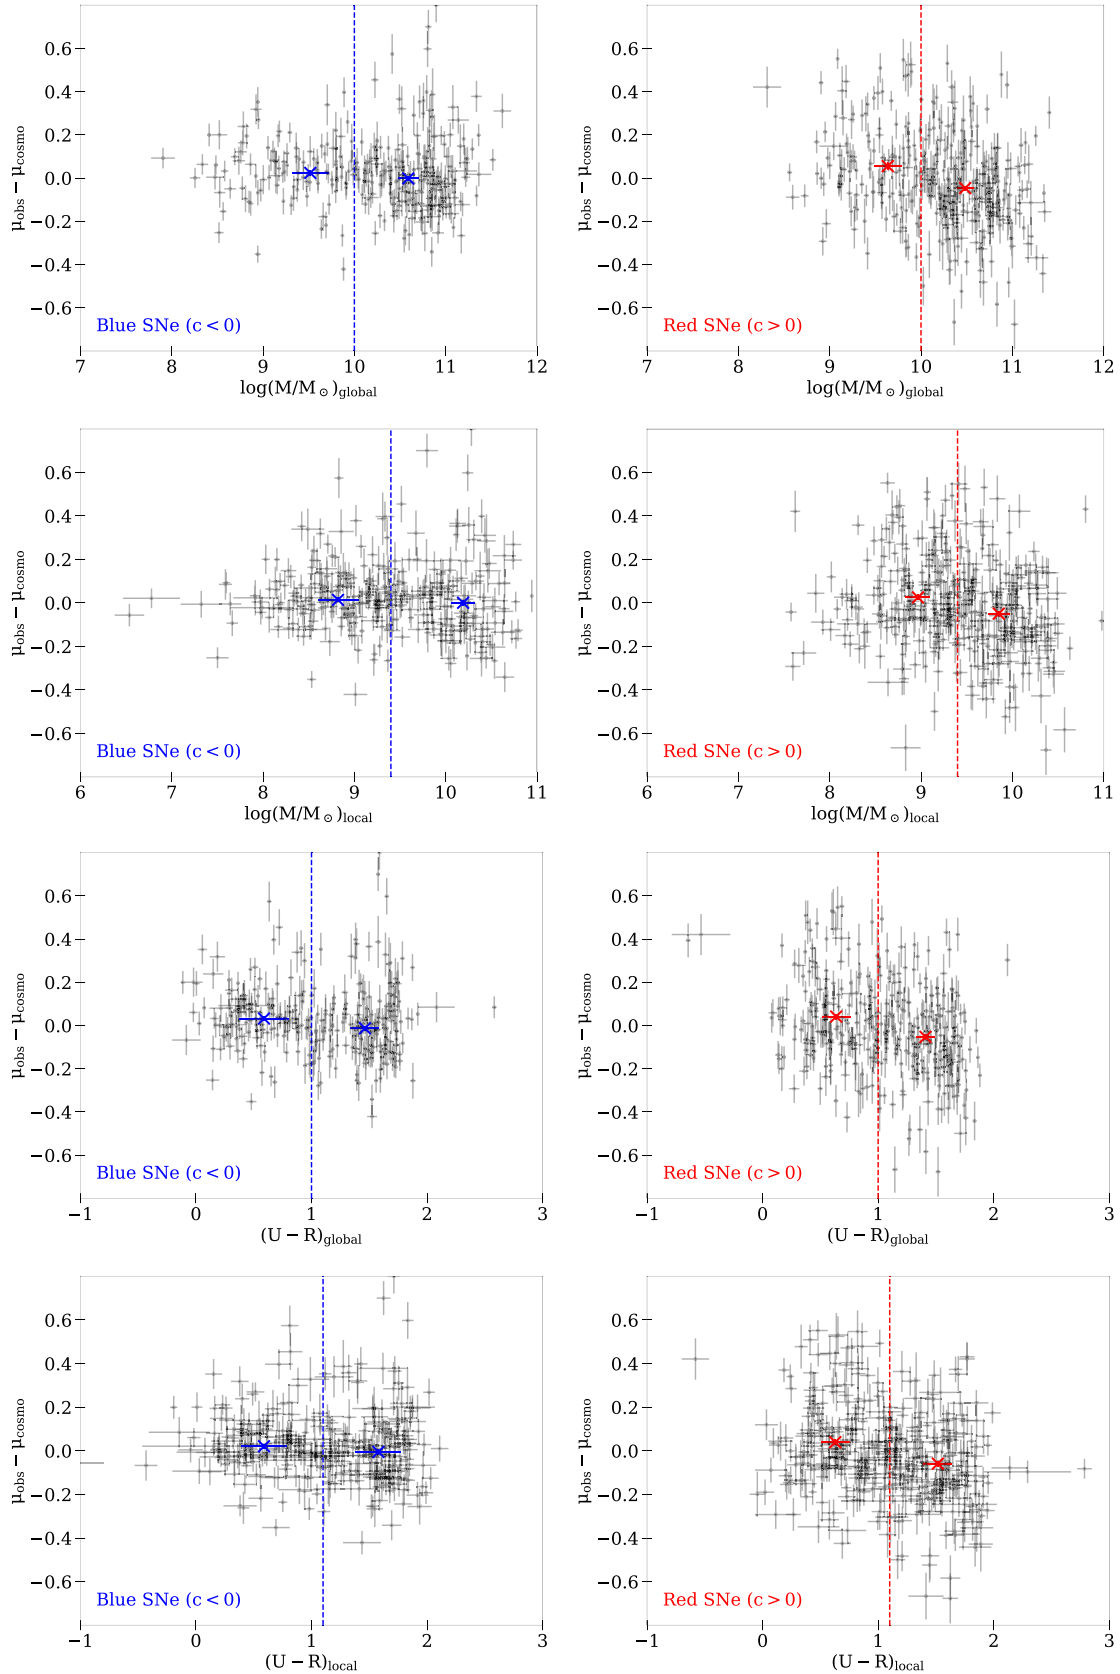 0.6
0.4
0.2
0.0
−0.2
−0.4
−0.6
μobs − μcosmo
Blue SNe (c < 0)
7 8 9 10 11 12
log(M/M⊙)global
0.6
0.4
0.2
0.0
−0.2
−0.4
−0.6
μobs − μcosmo
Red SNe (c > 0)
7 8 9 10 11 12
log(M/M⊙)global
0.6
0.4
0.2
0.0
−0.2
−0.4
−0.6
μobs − μcosmo
Blue SNe (c < 0)
6 7 8 9 10 11
log(M/M⊙)local
0.6
0.4
0.2
0.0
−0.2
−0.4
−0.6
μobs − μcosmo
Red SNe (c > 0)
6 7 8 9 10 11
log(M/M⊙)local
0.6
0.4
0.2
0.0
−0.2
−0.4
−0.6
μobs − μcosmo
Blue SNe (c < 0)
−1 0 1 2 3
(U − R)global
0.6
0.4
0.2
0.0
−0.2
−0.4
−0.6
μobs − μcosmo
Red SNe (c > 0)
−1 0 1 2 3
(U − R)global
0.6
0.4
0.2
0.0
−0.2
−0.4
−0.6
μobs − μcosmo
Blue SNe (c < 0)
−1 0 1 2 3
(U − R)local
0.6
0.4
0.2
0.0
−0.2
−0.4
−0.6
μobs − μcosmo
Red SNe (c > 0)
−1 0 1 2 3
(U − R)local